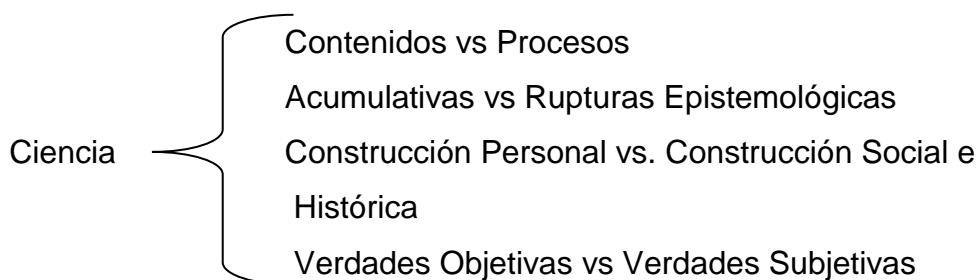 Contenidos vs Procesos
Acumulativas vs Rupturas Epistemológicas
Ciencia
Construcción Personal vs. Construcción Social e
Histórica
Verdades Objetivas vs Verdades Subjetivas